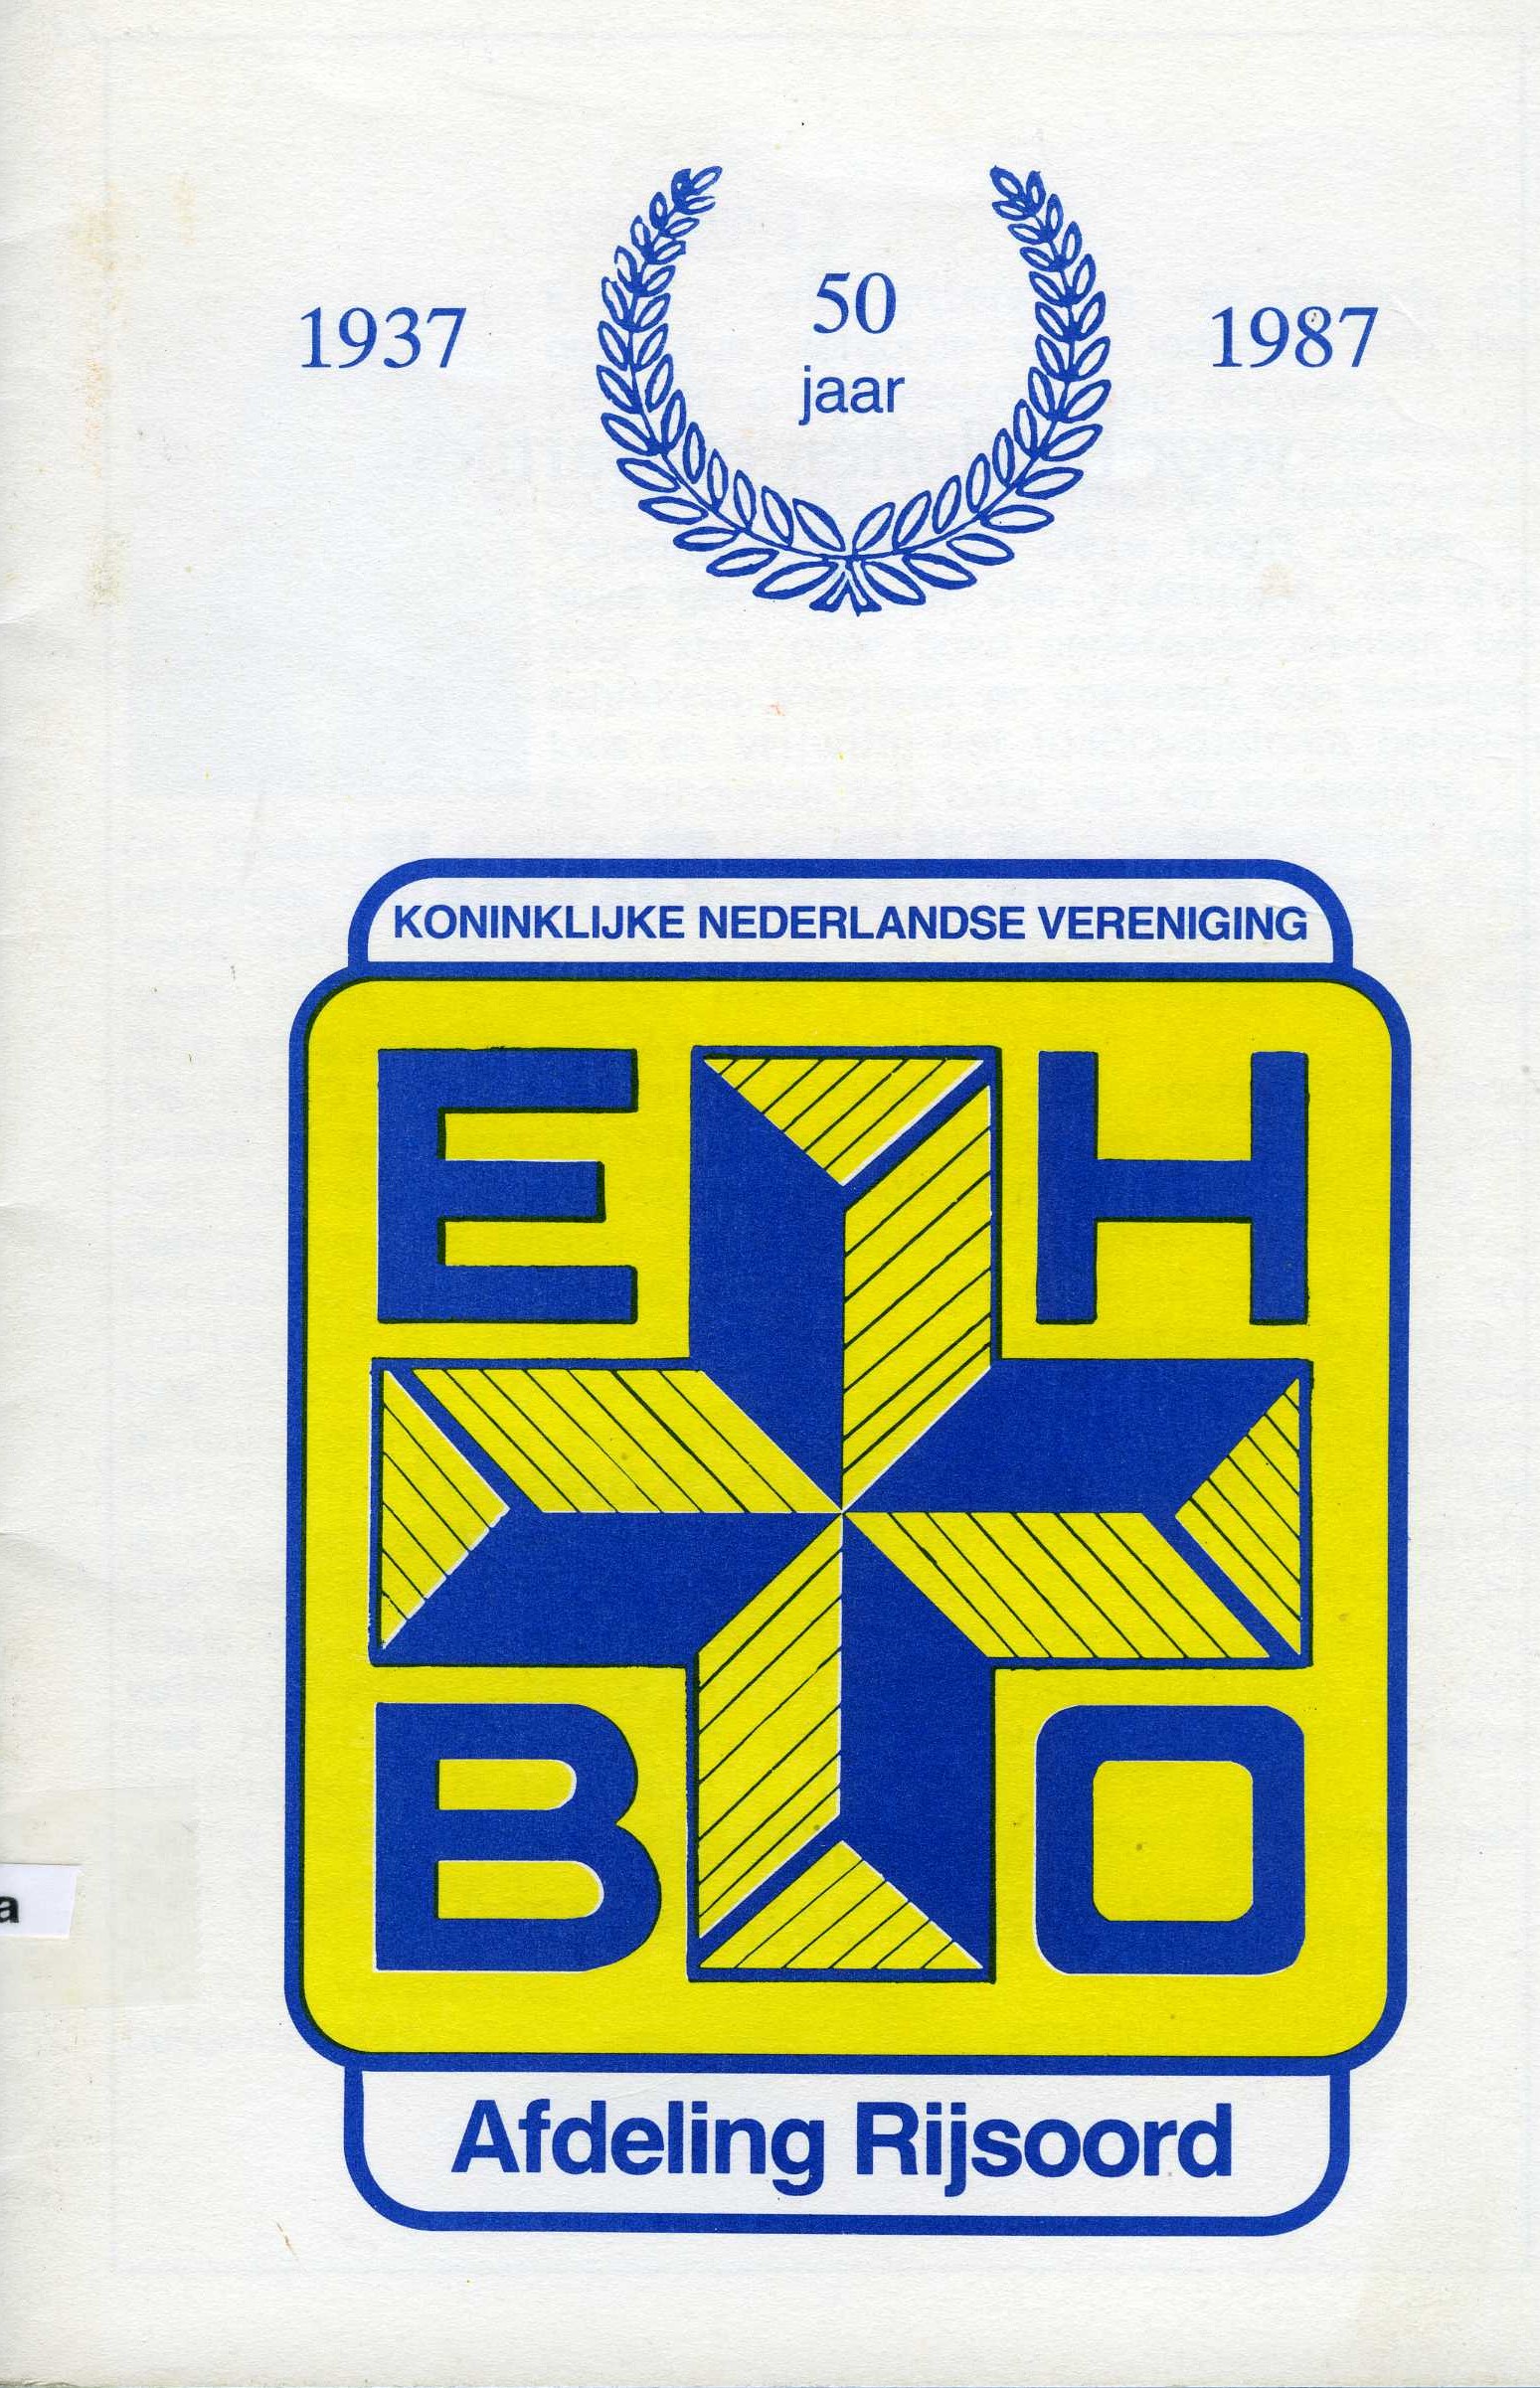 1937 50 1987
jaar
KONINKLIJKE NEDERLANDSE VERENIGING
E H
B O
Afdeling Rijsoord
a